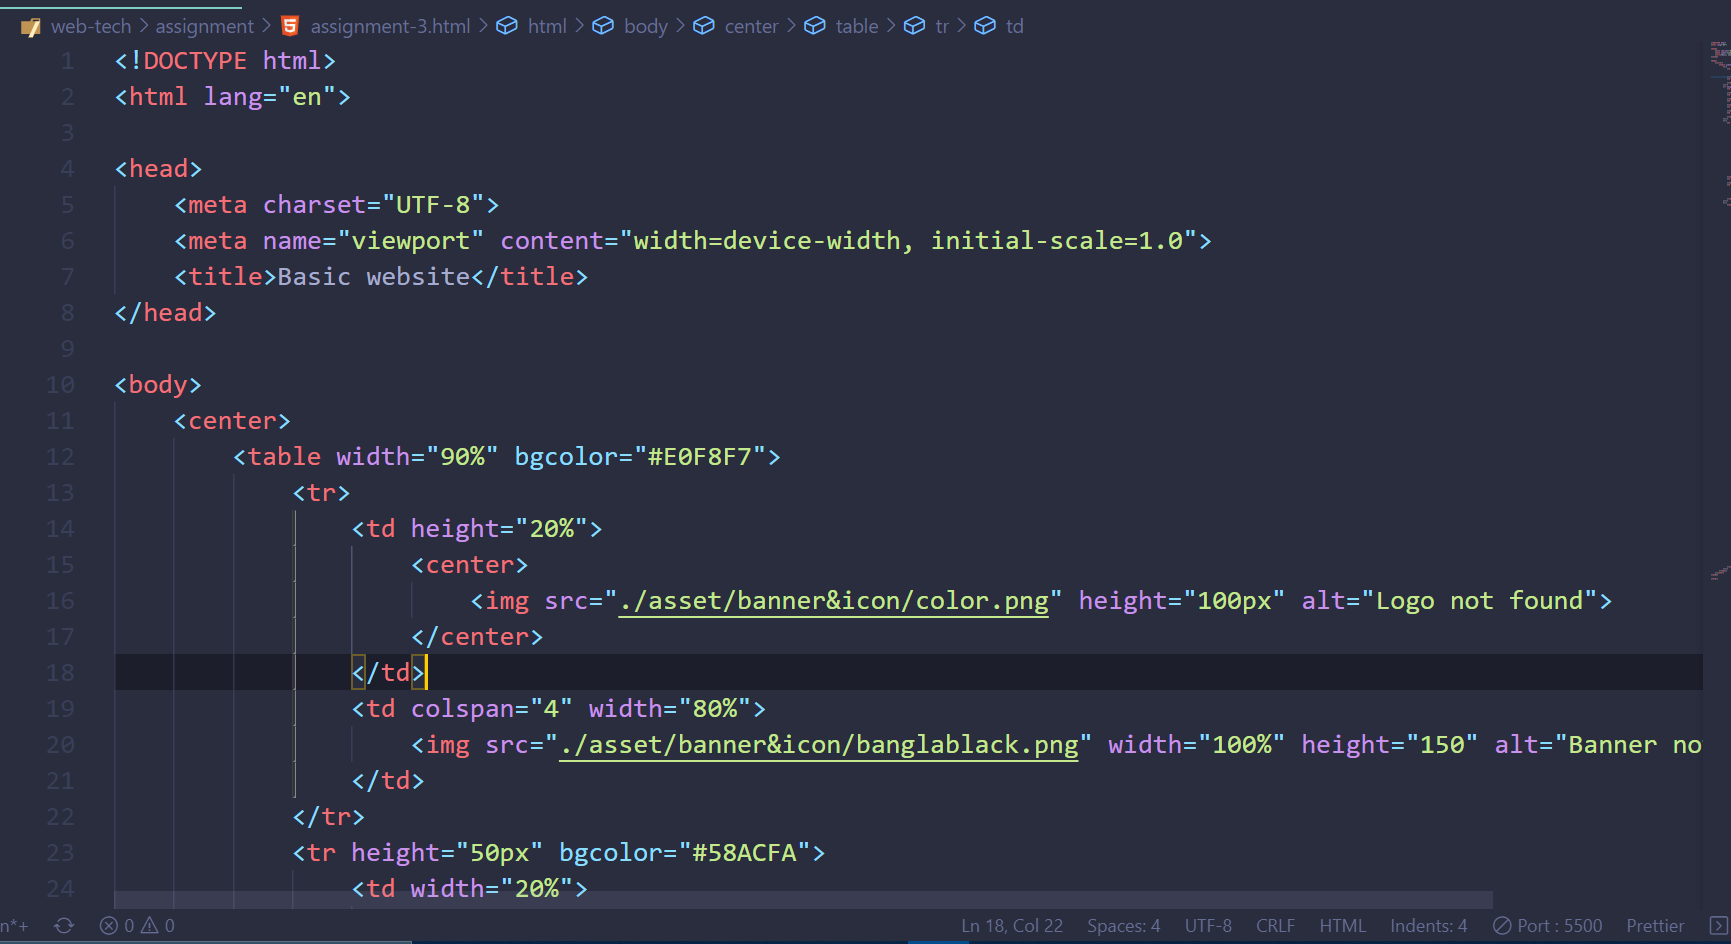 web-tech > assignment > assignment-3.html > html > body > center > table > tr > td
1 <!DOCTYPE html>
2 <html lang="en">
3
4 <head>
5     <meta charset="UTF-8">
6     <meta name="viewport" content="width=device-width, initial-scale=1.0">
7     <title>Basic website</title>
8 </head>
9
10 <body>
11     <center>
12         <table width="90%" bgcolor="#E0F8F7">
13             <tr>
14                 <td height="20%">
15                     <center>
16                         <img src="./asset/banner&icon/color.png" height="100px" alt="Logo not found">
17                     </center>
18                 </td>
19                 <td colspan="4" width="80%">
20                     <img src="./asset/banner&icon/banglablack.png" width="100%" height="150" alt="Banner no
21                 </td>
22             </tr>
23             <tr height="50px" bgcolor="#58ACFA">
24                 <td width="20%">
n*+ 0 0 Ln 18, Col 22 Spaces: 4 UTF-8 CRLF HTML Indents: 4 Port : 5500 Prettier